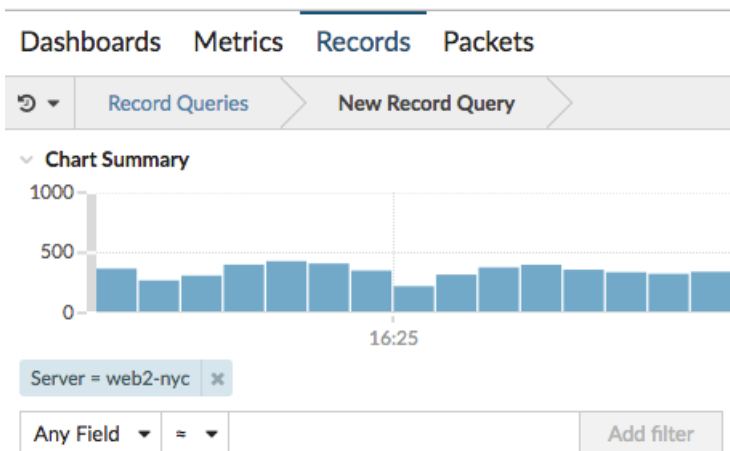 Dashboards Metrics Records Packets
Record Queries New Record Query
Chart Summary
1000
500
0
16:25
Server = web2-nyc ×
Any Field ≈ Add filter